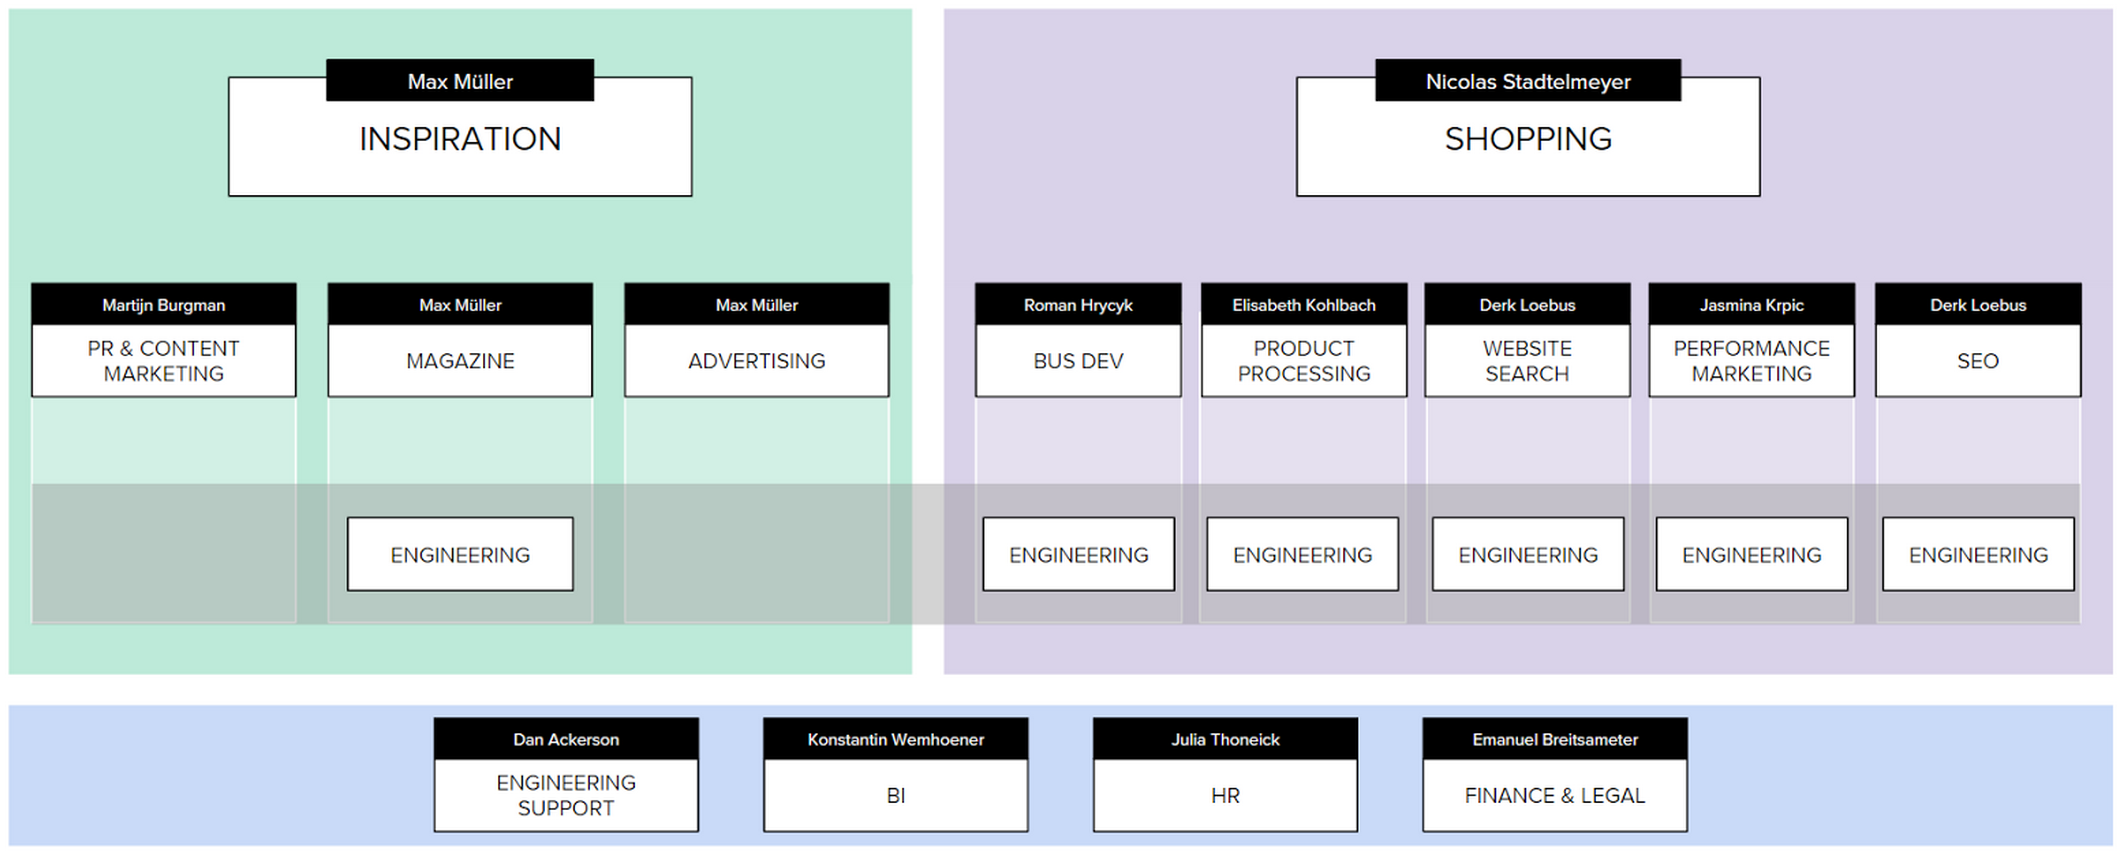 Max Müller
INSPIRATION
Nicolas Stadtelmeyer
SHOPPING
Martijn Burgman
PR & CONTENT
MARKETING
Max Müller
MAGAZINE
Max Müller
ADVERTISING
Roman Hrycyk
BUS DEV
Elisabeth Kohlbach
PRODUCT
PROCESSING
Derk Loebus
WEBSITE
SEARCH
Jasmina Krpic
PERFORMANCE
MARKETING
Derk Loebus
SEO
ENGINEERING
ENGINEERING
ENGINEERING
ENGINEERING
ENGINEERING
ENGINEERING
Dan Ackerson
ENGINEERING
SUPPORT
Konstantin Wemhoener
BI
Julia Thoneick
HR
Emanuel Breitsameter
FINANCE & LEGAL